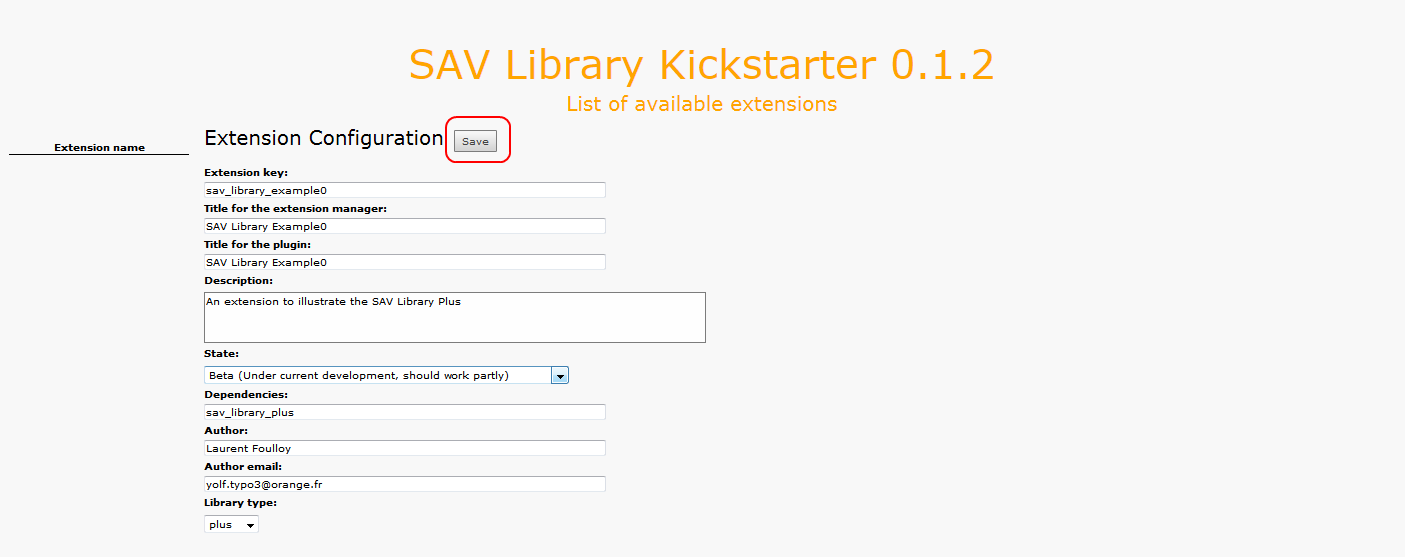 SAV Library Kickstarter 0.1.2
List of available extensions
Extension name
Extension Configuration Save
Extension key:
sav_library_example0
Title for the extension manager:
SAV Library Example0
Title for the plugin:
SAV Library Example0
Description:
An extension to illustrate the SAV Library Plus
State:
Beta (Under current development, should work partly)
Dependencies:
sav_library_plus
Author:
Laurent Foulloy
Author email:
yolf.typo3@orange.fr
Library type:
plus